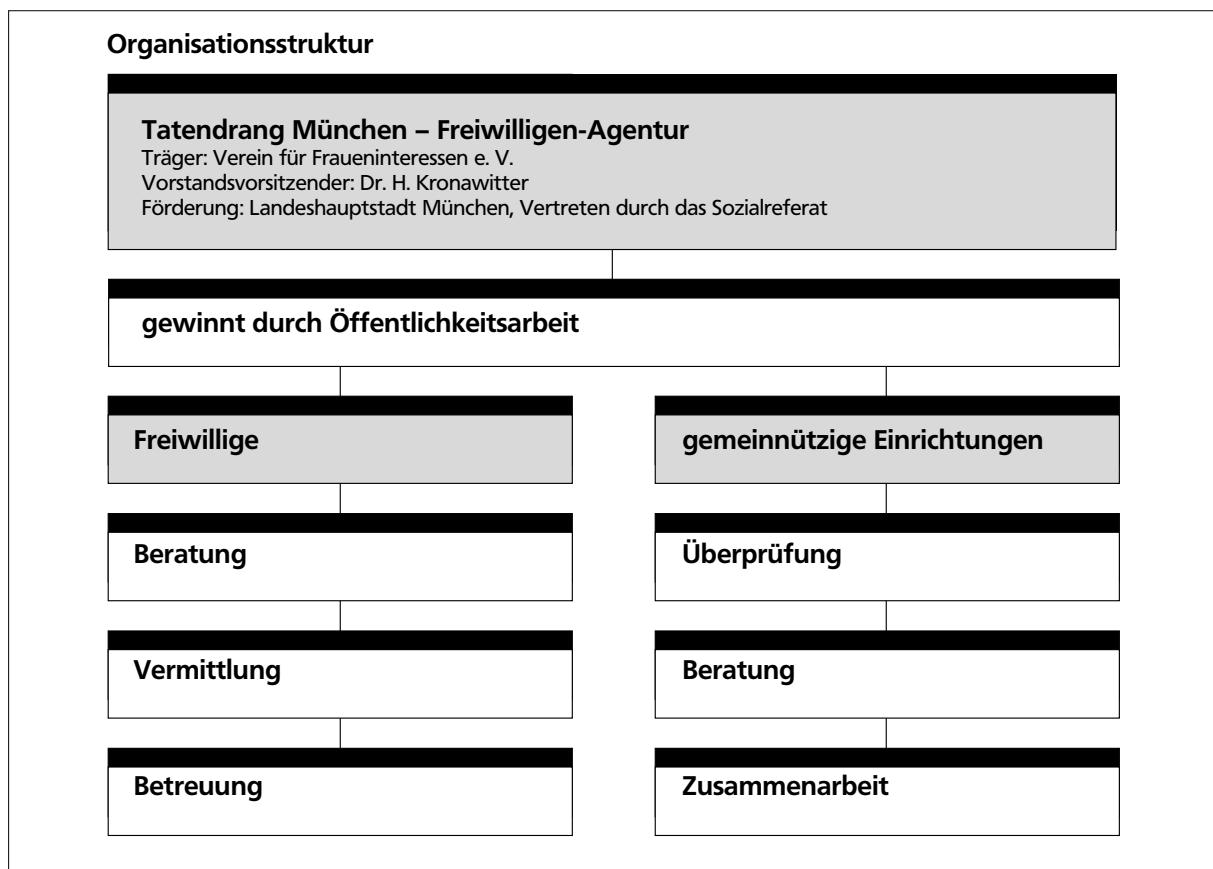 Organisationsstruktur
Tatendrang München – Freiwilligen-Agentur
Träger: Verein für Fraueninteressen e. V.
Vorstandsvorsitzender: Dr. H. Kronawitter
Förderung: Landeshauptstadt München, Vertreten durch das Sozialreferat
gewinnt durch Öffentlichkeitsarbeit
Freiwillige
Beratung
Vermittlung
Betreuung
gemeinnützige Einrichtungen
Überprüfung
Beratung
Zusammenarbeit